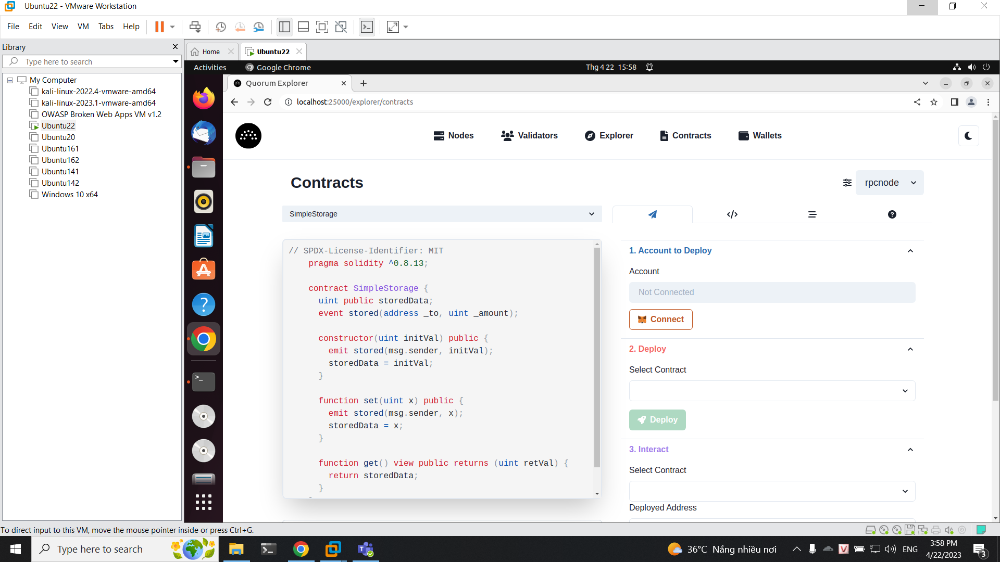 Ubuntu22 - VMware Workstation
File Edit View VM Tabs Help
Library
Type here to search
My Computer
kali-linux-2022.4-vmware-amd64
kali-linux-2023.1-vmware-amd64
OWASP Broken Web Apps VM v1.2
Ubuntu22
Ubuntu20
Ubuntu161
Ubuntu162
Ubuntu141
Ubuntu142
Windows 10 x64
Home
Ubuntu22
Activities
Google Chrome
Thg 4 22 15:58
Quorum Explorer
localhost:25000/explorer/contracts
Nodes
Validators
Explorer
Contracts
Wallets
Contracts
rpcnode
SimpleStorage
// SPDX-License-Identifier: MIT
pragma solidity ^0.8.13;
contract SimpleStorage {
uint public storedData;
event stored(address _to, uint _amount);
constructor(uint initVal) public {
emit stored(msg.sender, initVal);
storedData = initVal;
}
function set(uint x) public {
emit stored(msg.sender, x);
storedData = x;
}
function get() view public returns (uint retVal) {
return storedData;
}
1. Account to Deploy
Account
Not Connected
Connect
2. Deploy
Select Contract
Deploy
3. Interact
Select Contract
Deployed Address
To direct input to this VM, move the mouse pointer inside or press Ctrl+G.
Type here to search
36°C Nắng nhiều nơi
ENG
3:58 PM
4/22/2023
3